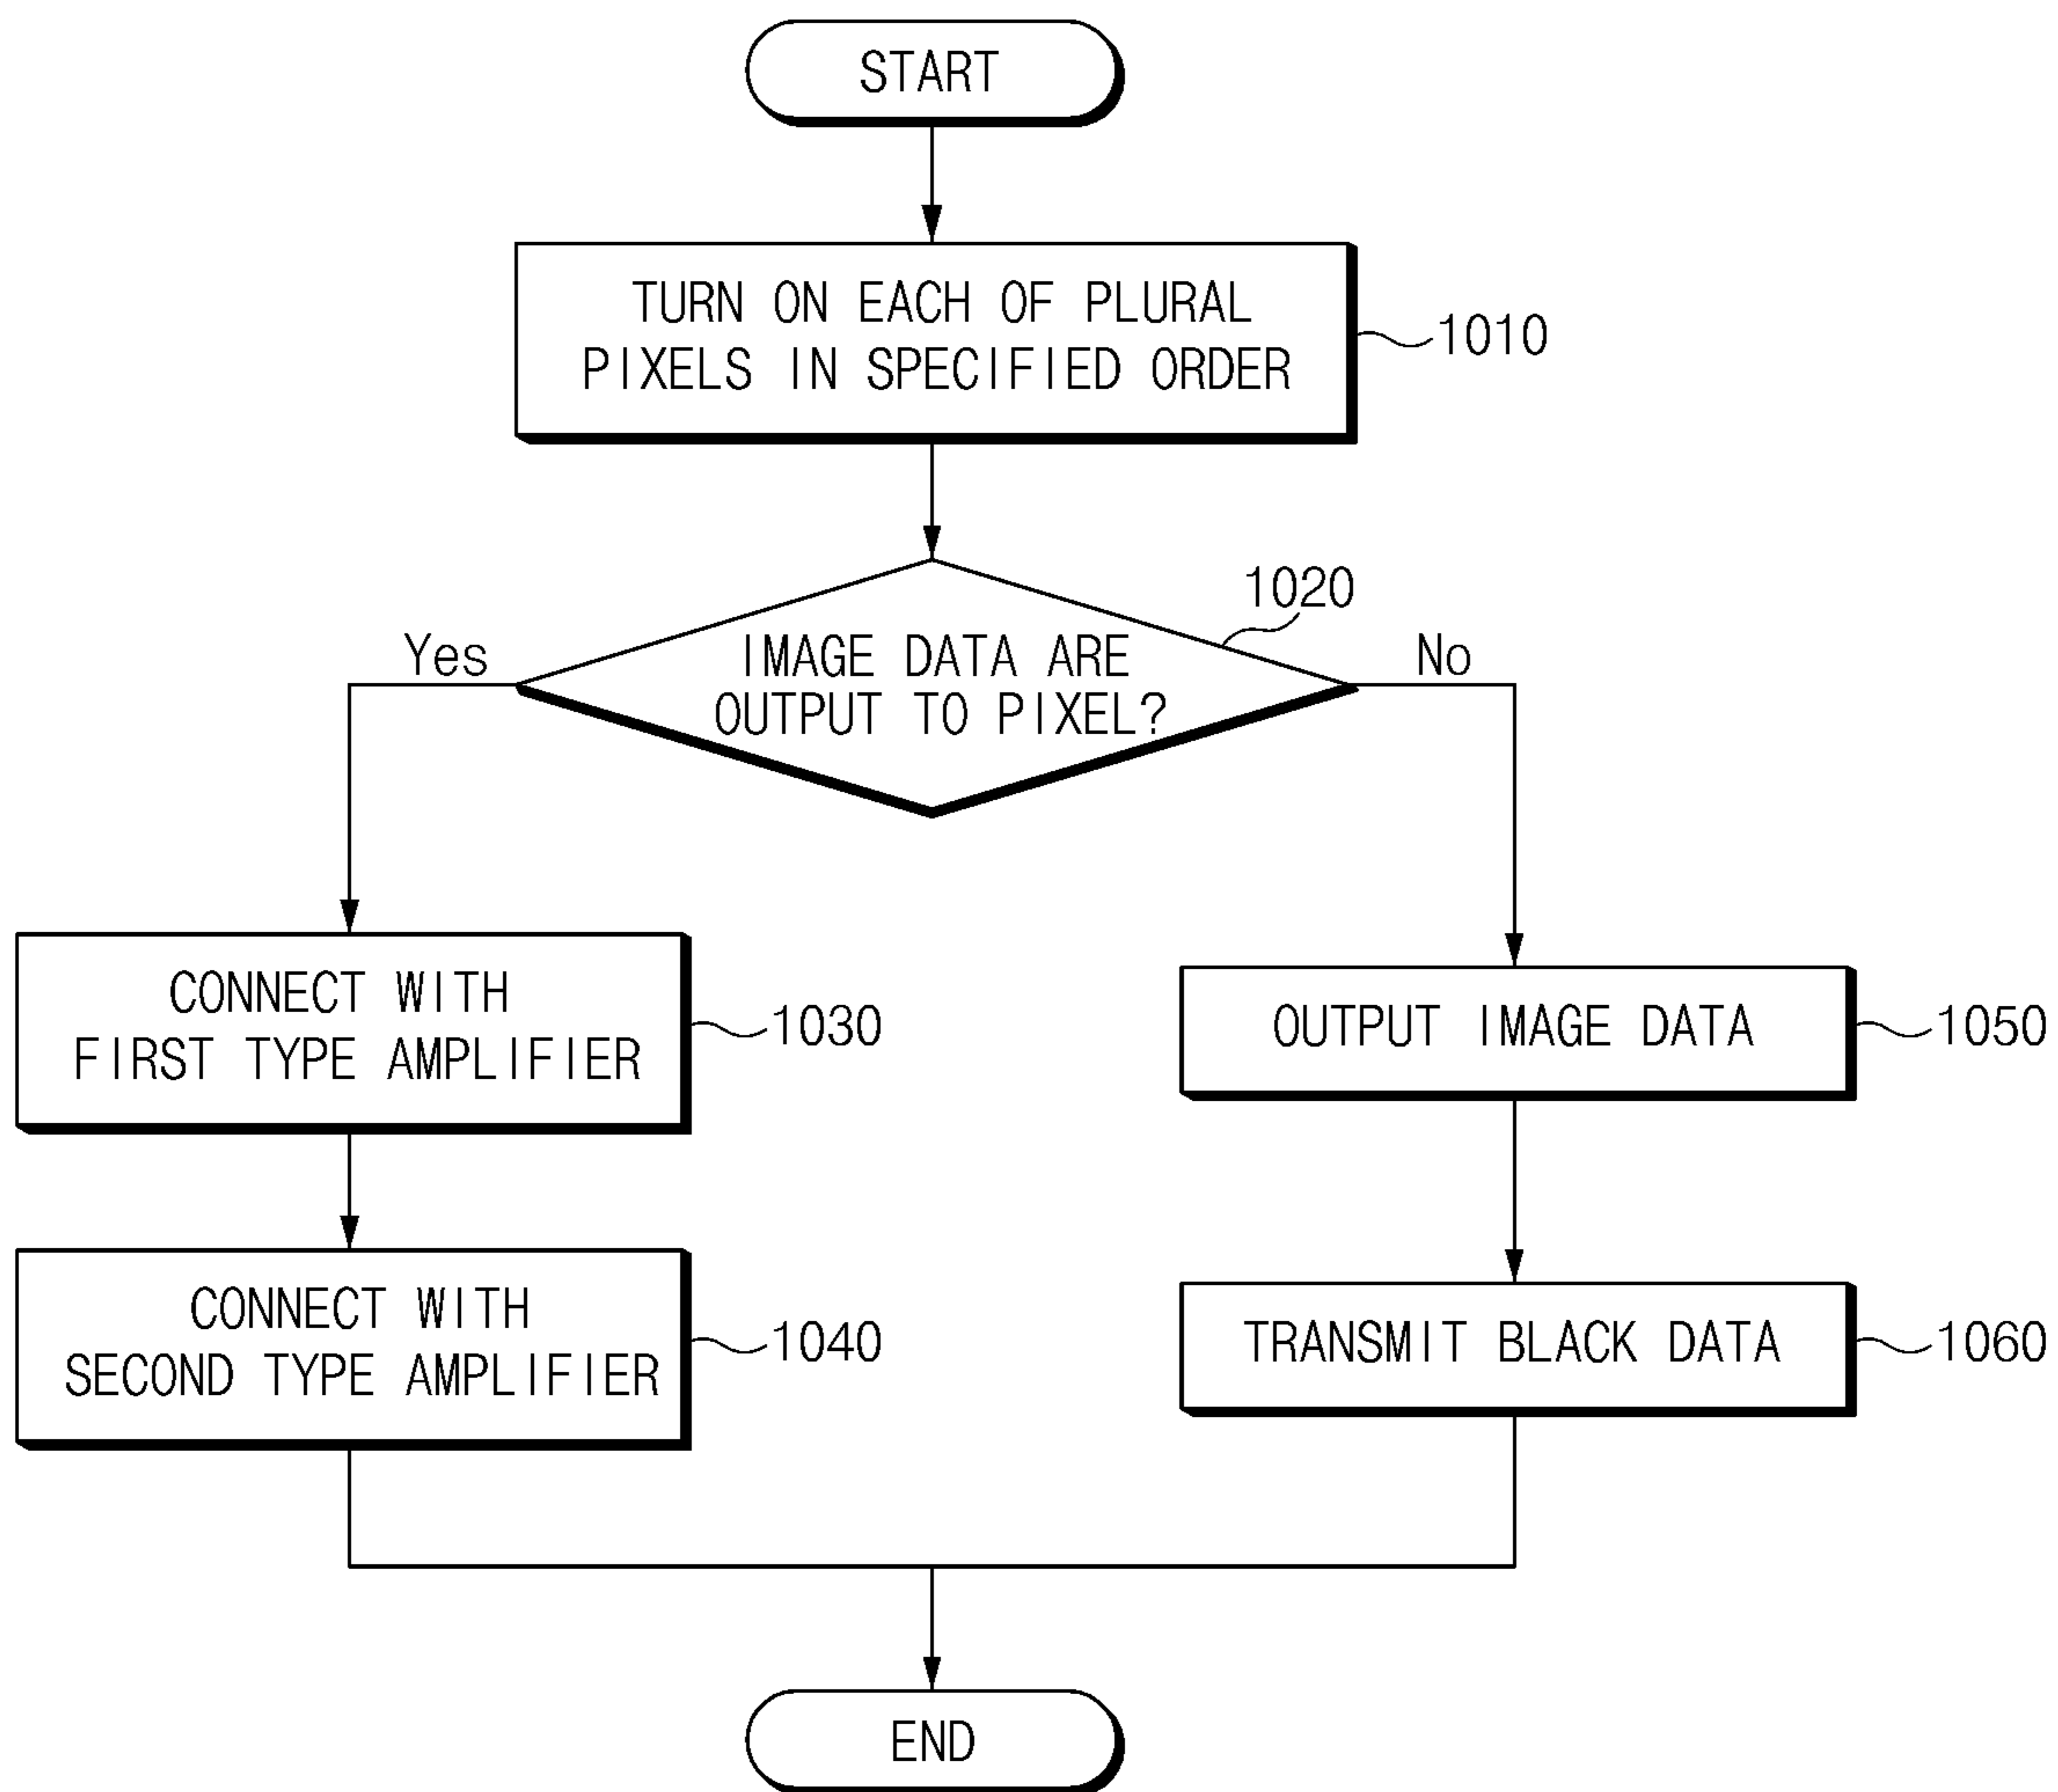 START
TURN ON EACH OF PLURAL
PIXELS IN SPECIFIED ORDER
1010
1020
IMAGE DATA ARE
OUTPUT TO PIXEL?
Yes
No
CONNECT WITH
FIRST TYPE AMPLIFIER
1030
OUTPUT IMAGE DATA
1050
CONNECT WITH
SECOND TYPE AMPLIFIER
1040
TRANSMIT BLACK DATA
1060
END